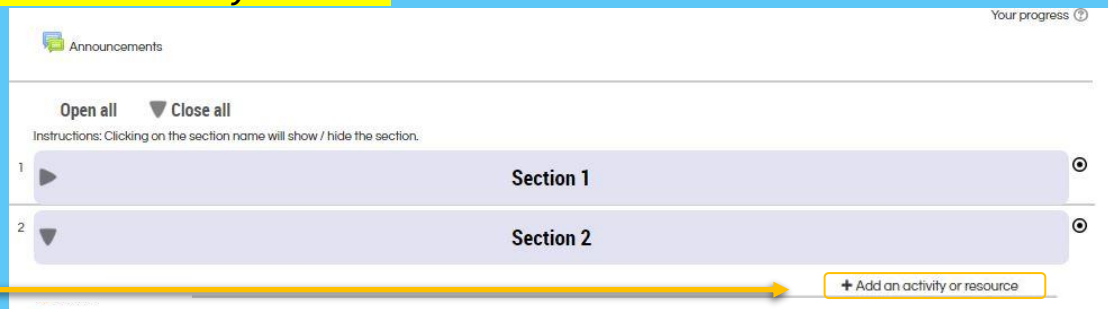 Your progress
Announcements
Open all Close all
Instructions: Clicking on the section name will show / hide the section.
1 Section 1
2 Section 2
+ Add an activity or resource